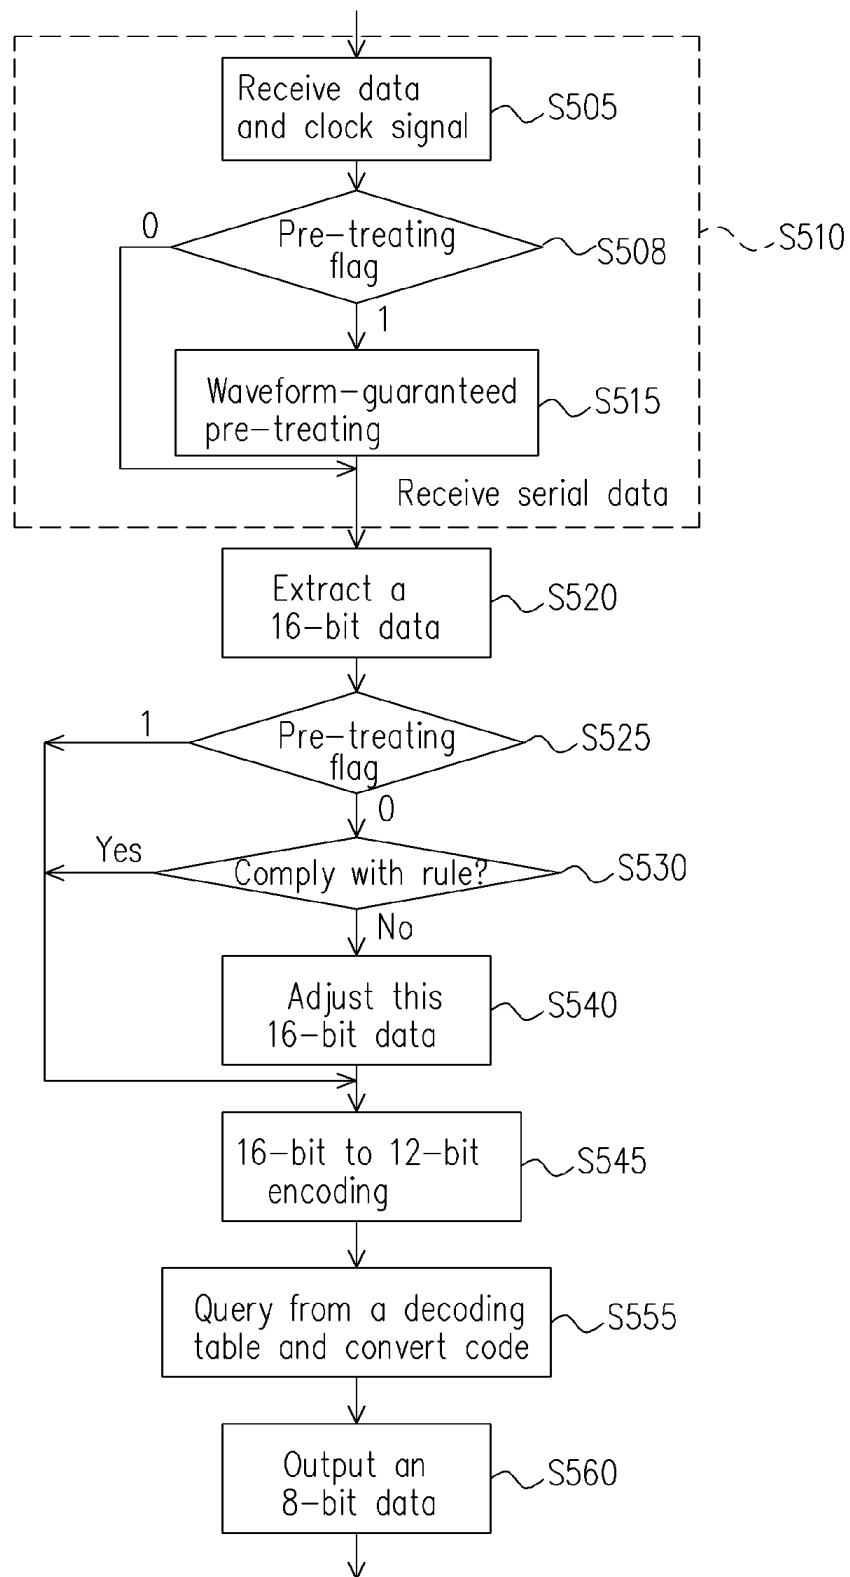 Receive data
and clock signal
S505
0
Pre-treating
flag
S508
S510
1
Waveform-guaranteed
pre-treating
S515
Receive serial data
Extract a
16-bit data
S520
1
Pre-treating
flag
S525
0
Yes
Comply with rule?
S530
No
Adjust this
16-bit data
S540
16-bit to 12-bit
encoding
S545
Query from a decoding
table and convert code
S555
Output an
8-bit data
S560